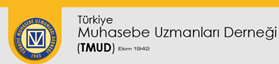 Türkiye
Muhasebe Uzmanları Derneği
(TMUD) Ekim 1942